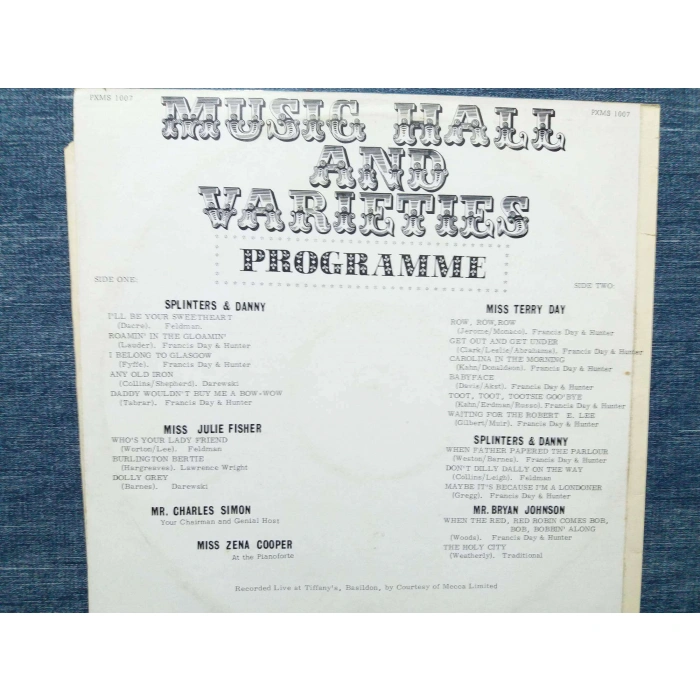 PXMS 1007
PXMS 1007
MUSIC HALL
AND
VARIETIES
PROGRAMME
SIDE ONE:
SPLINTERS & DANNY
I'LL BE YOUR SWEETHEART
(Dacre). Feldman.
ROAMIN' IN THE GLOAMIN'
(Lauder). Francis Day & Hunter
I BELONG TO GLASGOW
(Fyffe). Francis Day & Hunter
ANY OLD IRON
(Collins/Shepherd). Darewski
DADDY WOULDN'T BUY ME A BOW-WOW
(Tabrar). Francis Day & Hunter
MISS JULIE FISHER
WHO'S YOUR LADY FRIEND
(Worton/Lee). Feldman
BURLINGTON BERTIE
(Hargreaves). Lawrence Wright
DOLLY GREY
(Barnes). Darewski
MR. CHARLES SIMON
Your Chairman and Genial Host
MISS ZENA COOPER
At the Pianoforte
SIDE TWO:
MISS TERRY DAY
ROW, ROW, ROW
(Jerome/Monaco). Francis Day & Hunter
GET OUT AND GET UNDER
(Clark/Leslie/Abrahams). Francis Day & Hunter
CAROLINA IN THE MORNING
(Kahn/Donaldson). Francis Day & Hunter
BABYFACE
(Davis/Akst). Francis Day & Hunter
TOOT, TOOT, TOOTSIE GOO'BYE
(Kahn/Erdman/Russo). Francis Day & Hunter
WAITING FOR THE ROBERT E. LEE
(Gilbert/Muir). Francis Day & Hunter
SPLINTERS & DANNY
WHEN FATHER PAPERED THE PARLOUR
(Weston/Barnes). Francis Day & Hunter
DON'T DILLY DALLY ON THE WAY
(Collins/Leigh). Feldman
MAYBE IT'S BECAUSE I'M A LONDONER
(Gregg). Francis Day & Hunter
MR. BRYAN JOHNSON
WHEN THE RED, RED ROBIN COMES BOB,
BOB, BOBBIN' ALONG
(Woods). Francis Day & Hunter
THE HOLY CITY
(Weatherly). Traditional
Recorded Live at Tiffany's, Basildon, by Courtesy of Mecca Limited